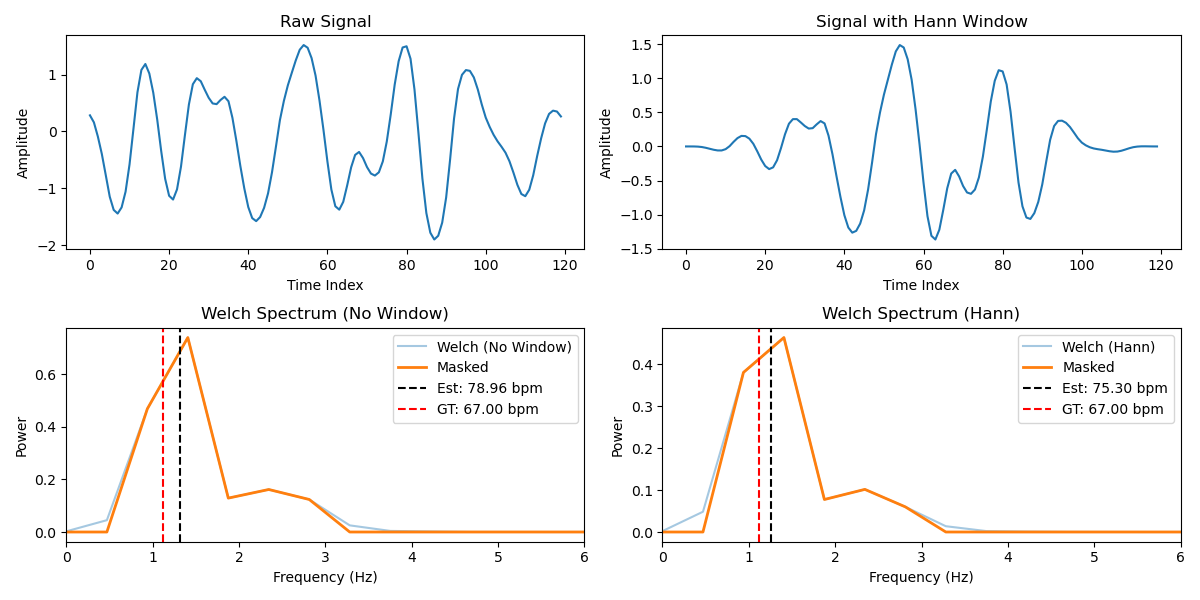 Raw Signal
Amplitude
1
0
−1
−2
0 20 40 60 80 100 120
Time Index
Signal with Hann Window
Amplitude
1.5
1.0
0.5
0.0
−0.5
−1.0
−1.5
0 20 40 60 80 100 120
Time Index
Welch Spectrum (No Window)
Power
0.6
0.4
0.2
0.0
Welch (No Window)
Masked
Est: 78.96 bpm
GT: 67.00 bpm
0 1 2 3 4 5 6
Frequency (Hz)
Welch Spectrum (Hann)
Power
0.4
0.3
0.2
0.1
0.0
Welch (Hann)
Masked
Est: 75.30 bpm
GT: 67.00 bpm
0 1 2 3 4 5 6
Frequency (Hz)